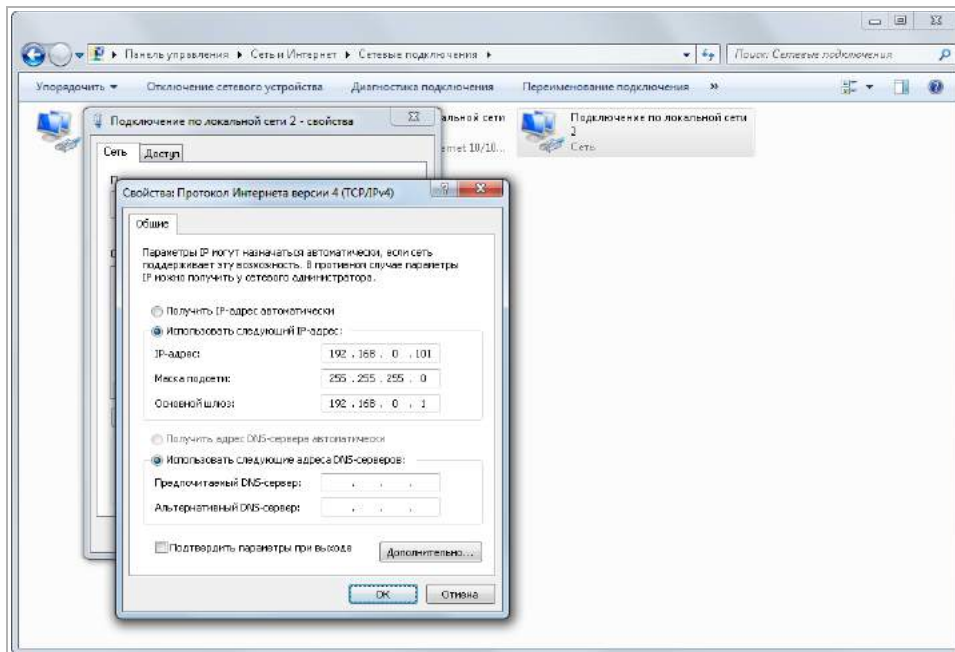 Панель управления ▸ Сеть и Интернет ▸ Сетевые подключения ▸
Поиск: Сетевые подключения
Упорядочить ▾ Отключение сетевого устройства Диагностика подключения Переименование подключения »
Подключение по локальной сети 2 - свойства
Сеть Доступ
альной сети
ernet 10/10...
Подключение по локальной сети
2
Сеть
Свойства: Протокол Интернета версии 4 (TCP/IPv4)
Общие
Параметры IP могут назначаться автоматически, если сеть
поддерживает эту возможность. В противном случае параметры
IP можно получить у сетевого администратора.
Получить IP-адрес автоматически
Использовать следующий IP-адрес:
IP-адрес: 192 . 168 . 0 . 101
Маска подсети: 255 . 255 . 255 . 0
Основной шлюз: 192 . 168 . 0 . 1
Получить адрес DNS-сервера автоматически
Использовать следующие адреса DNS-серверов:
Предпочитаемый DNS-сервер: . . .
Альтернативный DNS-сервер: . . .
Подтвердить параметры при выходе
Дополнительно...
ОК Отмена